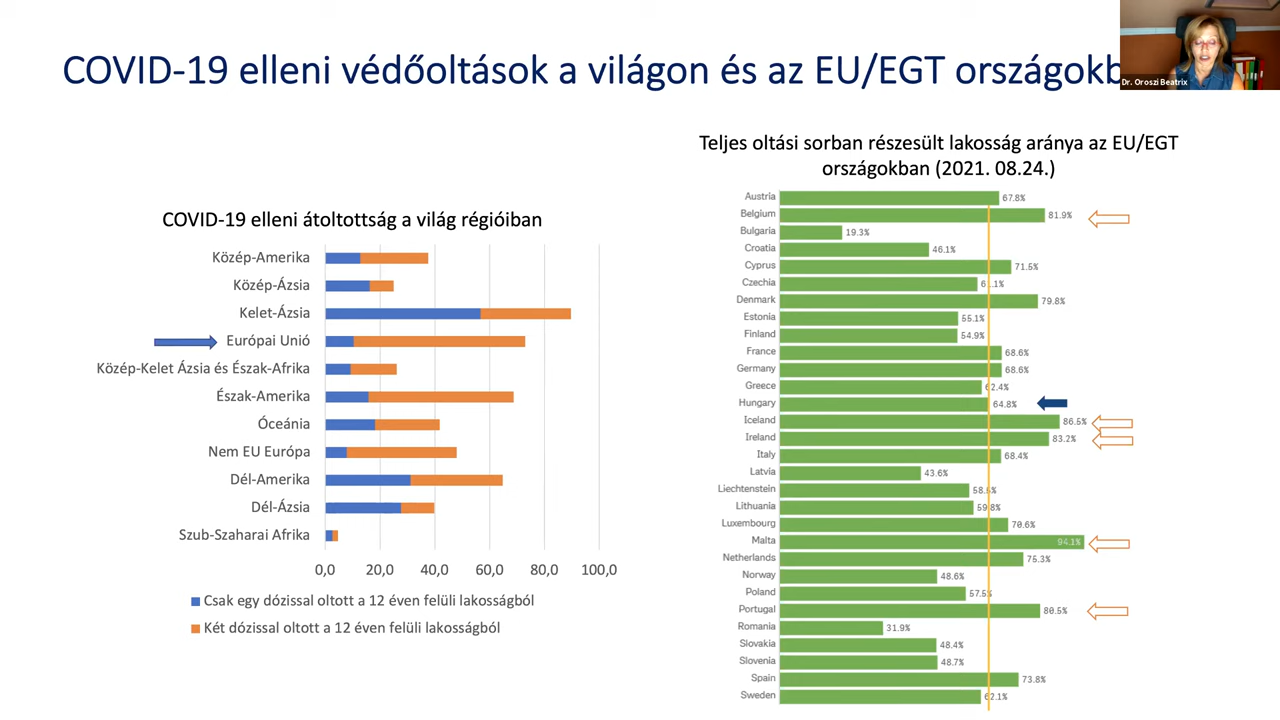 COVID-19 elleni védőoltások a világon és az EU/EGT országokb
Dr. Oroszi Beatrix
COVID-19 elleni átoltottság a világ régióiban
Közép-Amerika
Közép-Ázsia
Kelet-Ázsia
Európai Unió
Közép-Kelet Ázsia és Észak-Afrika
Észak-Amerika
Óceánia
Nem EU Európa
Dél-Amerika
Dél-Ázsia
Szub-Szaharai Afrika
0,0 20,0 40,0 60,0 80,0 100,0
Csak egy dózissal oltott a 12 éven felüli lakosságból
Két dózissal oltott a 12 éven felüli lakosságból
Teljes oltási sorban részesült lakosság aránya az EU/EGT
országokban (2021. 08.24.)
Austria 67.8%
Belgium 81.9%
Bulgaria 19.3%
Croatia 46.1%
Cyprus 71.5%
Czechia 61.1%
Denmark 79.8%
Estonia 55.1%
Finland 54.9%
France 68.6%
Germany 68.6%
Greece 62.4%
Hungary 64.8%
Iceland 86.5%
Ireland 83.2%
Italy 68.4%
Latvia 43.6%
Liechtenstein 58.5%
Lithuania 59.8%
Luxembourg 70.6%
Malta 94.1%
Netherlands 75.3%
Norway 48.6%
Poland 57.5%
Portugal 80.5%
Romania 31.9%
Slovakia 48.4%
Slovenia 48.7%
Spain 73.8%
Sweden 62.1%